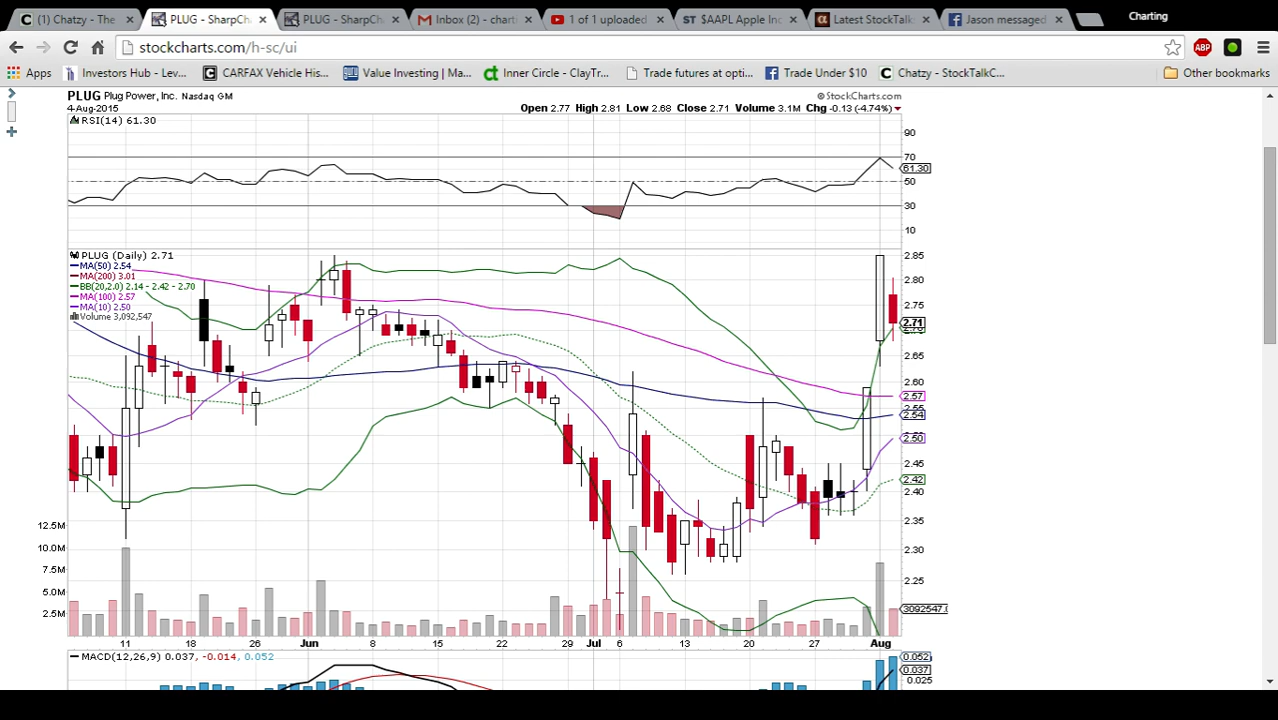 Charting
C Chatzy - The
PLUG - SharpCh
PLUG - SharpCh
Inbox (2) - chart
1 of 1 uploaded
ST $AAPL Apple Inc
α Latest StockTalk
Jason messaged
stockcharts.com/h-sc/ui
ABP
Apps
Investors Hub - Lev...
CARFAX Vehicle His...
Value Investing | Ma...
Inner Circle - ClayTr...
Trade futures at opti...
Trade Under $10
Chatzy - StockTalkC...
Other bookmarks
PLUG Plug Power, Inc. Nasdaq GM
© StockCharts.com
4-Aug-2015
Open 2.77 High 2.81 Low 2.68 Close 2.71 Volume 3.1M Chg -0.13 (-4.74%)
RSI(14) 61.30
90
70
61.30
50
30
10
PLUG (Daily) 2.71
MA(50) 2.54
MA(200) 3.01
BB(20,2.0) 2.14 - 2.42 - 2.70
MA(100) 2.57
MA(10) 2.50
Volume 3,092,547
2.85
2.80
2.75
2.71
2.70
2.65
2.60
2.57
2.55
2.54
2.50
2.45
2.42
2.40
2.35
2.30
2.25
12.5M
10.0M
7.5M
5.0M
2.5M
3092547.0
11 18 26 Jun 8 15 22 29 Jul 6 13 20 27 Aug
MACD(12,26,9) 0.037, -0.014, 0.052
0.052
0.037
0.025